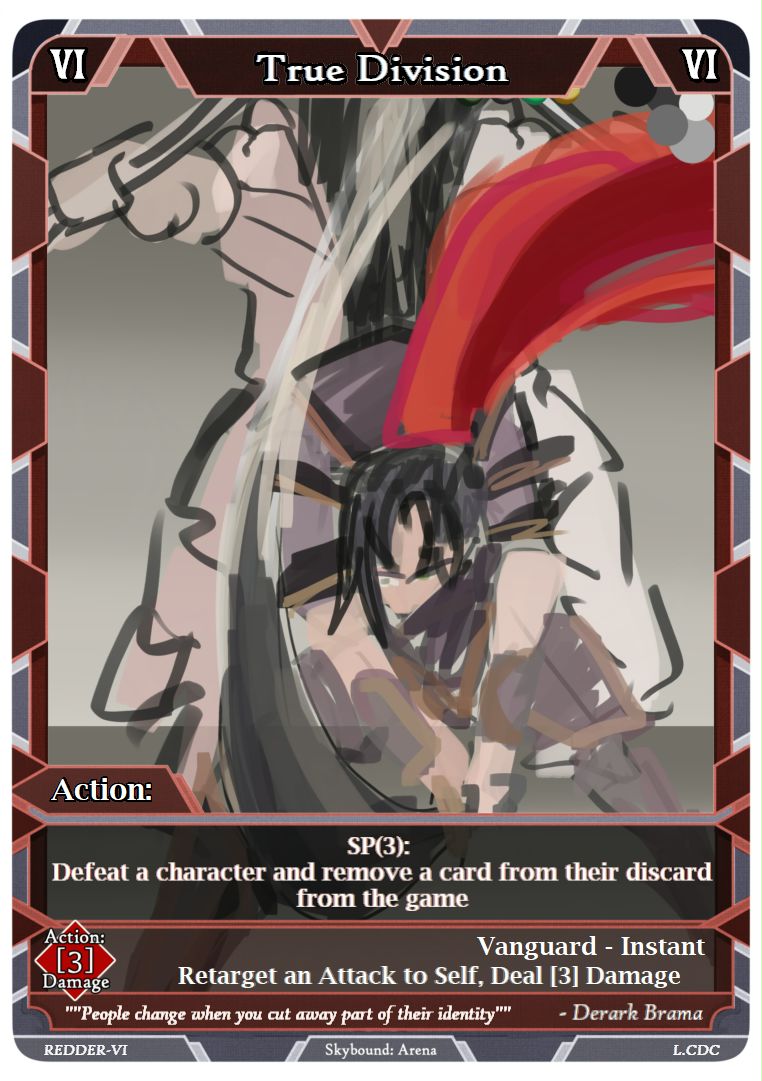 VI True Division VI
Action:
SP(3):
Defeat a character and remove a card from their discard
from the game
Action:
[3]
Damage
Vanguard - Instant
Retarget an Attack to Self, Deal [3] Damage
""People change when you cut away part of their identity"" - Derark Brama
REDDER-VI Skybound: Arena L.CDC